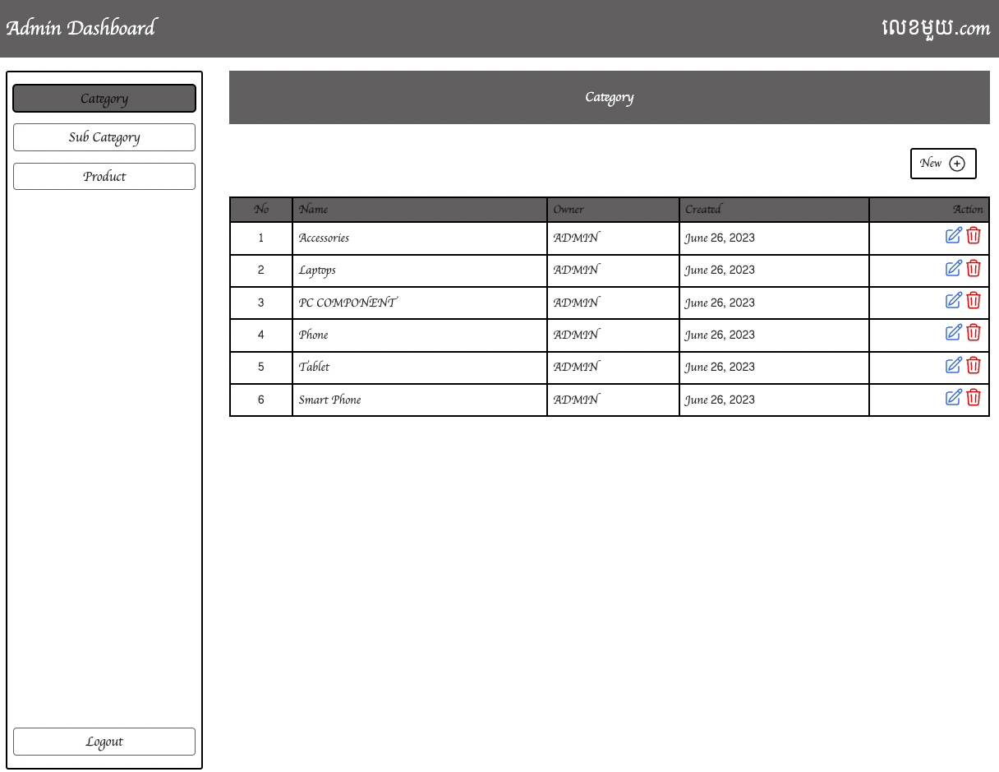 Admin Dashboard
លេខមួយ.com
Category
Sub Category
Product
Logout
Category
New
No Name Owner Created Action
1 Accessories ADMIN June 26, 2023
2 Laptops ADMIN June 26, 2023
3 PC COMPONENT ADMIN June 26, 2023
4 Phone ADMIN June 26, 2023
5 Tablet ADMIN June 26, 2023
6 Smart Phone ADMIN June 26, 2023